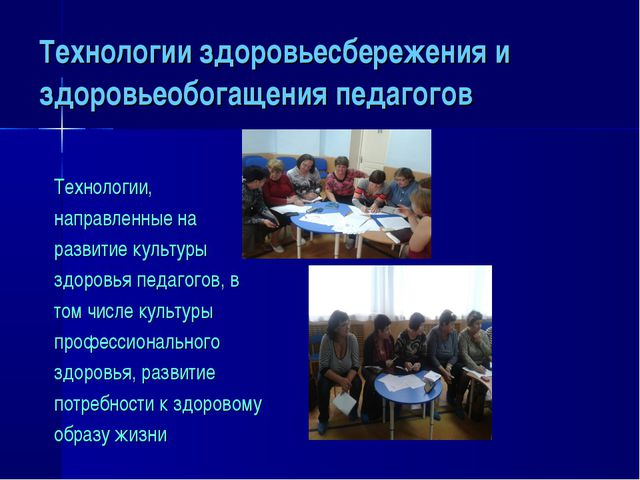 Технологии здоровьесбережения и
здоровьеобогащения педагогов
Технологии,
направленные на
развитие культуры
здоровья педагогов, в
том числе культуры
профессионального
здоровья, развитие
потребности к здоровому
образу жизни